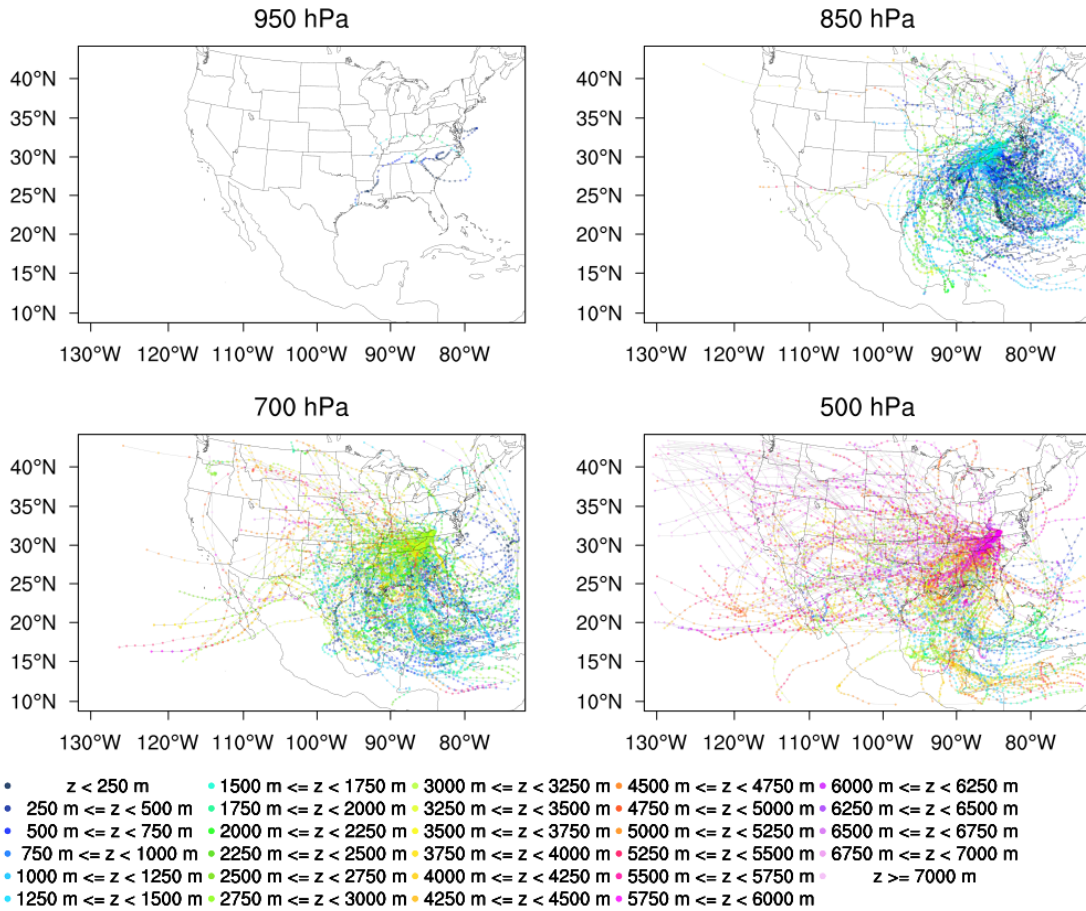 950 hPa
850 hPa
40°N
35°N
30°N
25°N
20°N
15°N
10°N
130°W 120°W 110°W 100°W 90°W 80°W
40°N
35°N
30°N
25°N
20°N
15°N
10°N
130°W 120°W 110°W 100°W 90°W 80°W
700 hPa
500 hPa
40°N
35°N
30°N
25°N
20°N
15°N
10°N
130°W 120°W 110°W 100°W 90°W 80°W
40°N
35°N
30°N
25°N
20°N
15°N
10°N
130°W 120°W 110°W 100°W 90°W 80°W
z < 250 m 1500 m <= z < 1750 m 3000 m <= z < 3250 m 4500 m <= z < 4750 m 6000 m <= z < 6250 m
250 m <= z < 500 m 1750 m <= z < 2000 m 3250 m <= z < 3500 m 4750 m <= z < 5000 m 6250 m <= z < 6500 m
500 m <= z < 750 m 2000 m <= z < 2250 m 3500 m <= z < 3750 m 5000 m <= z < 5250 m 6500 m <= z < 6750 m
750 m <= z < 1000 m 2250 m <= z < 2500 m 3750 m <= z < 4000 m 5250 m <= z < 5500 m 6750 m <= z < 7000 m
1000 m <= z < 1250 m 2500 m <= z < 2750 m 4000 m <= z < 4250 m 5500 m <= z < 5750 m z >= 7000 m
1250 m <= z < 1500 m 2750 m <= z < 3000 m 4250 m <= z < 4500 m 5750 m <= z < 6000 m